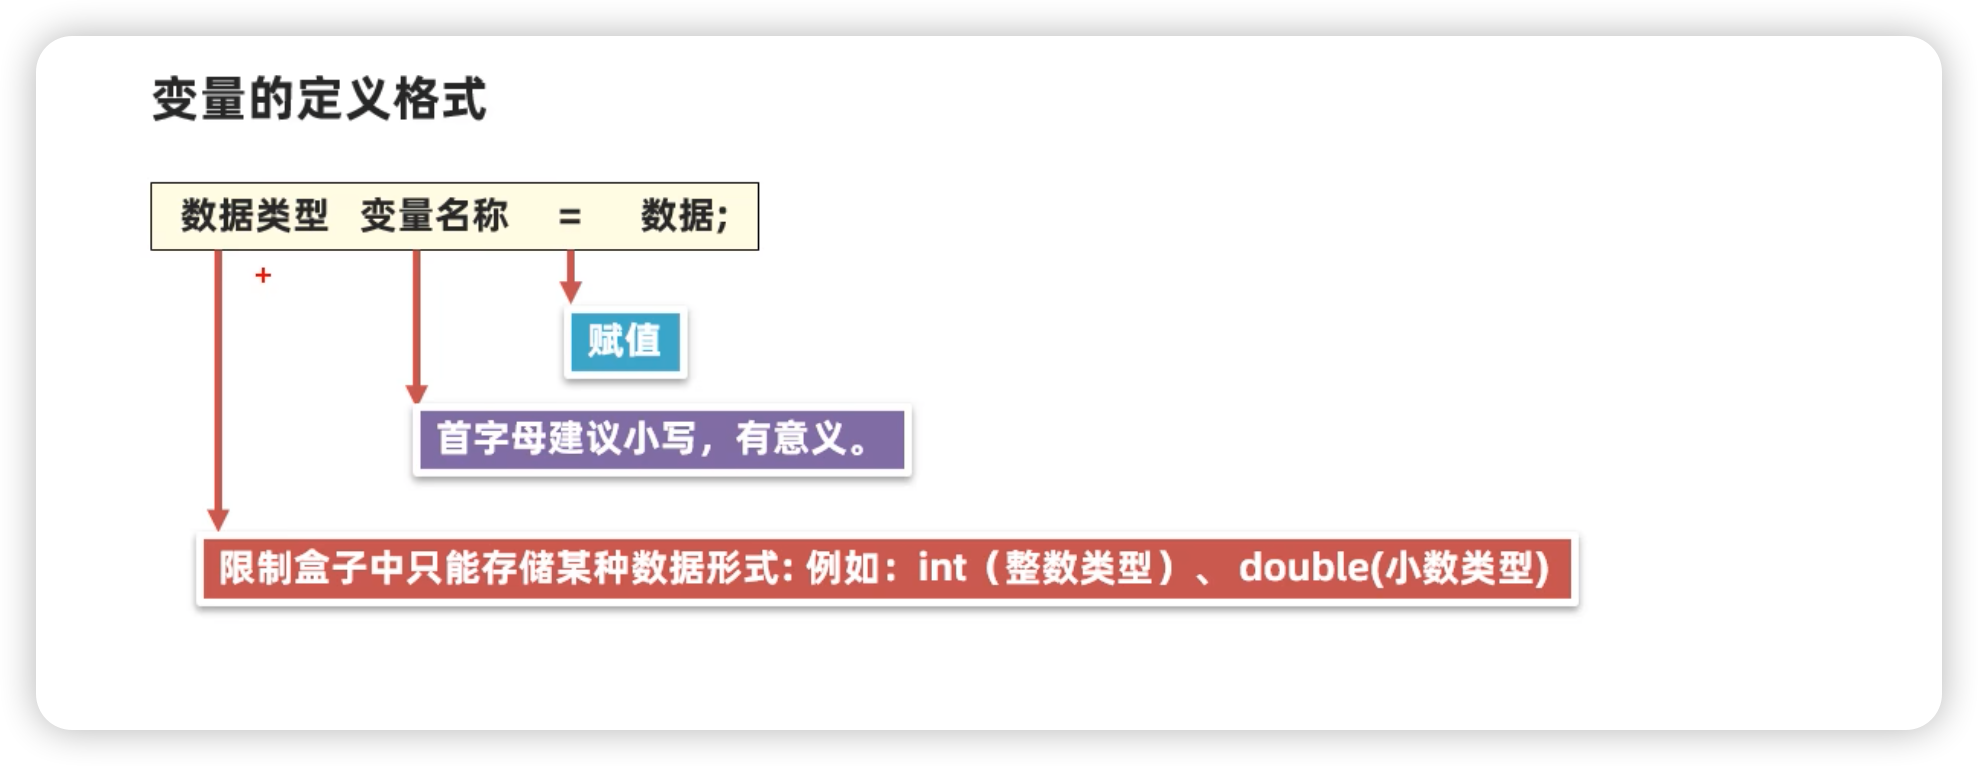 变量的定义格式
数据类型 变量名称 = 数据;
赋值
首字母建议小写，有意义。
限制盒子中只能存储某种数据形式: 例如：int（整数类型）、 double(小数类型)